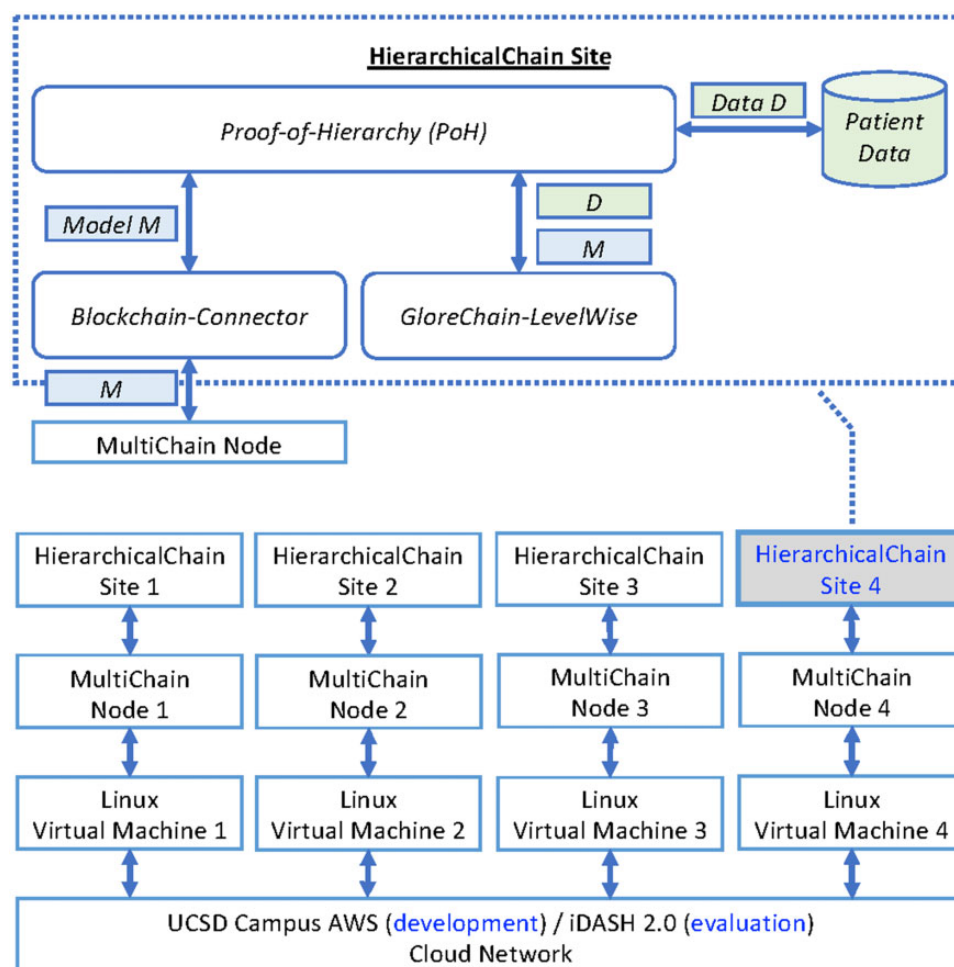 HierarchicalChain Site
Proof-of-Hierarchy (PoH)
Data D
Patient
Data
Model M
D
M
Blockchain-Connector
GloreChain-LevelWise
M
MultiChain Node
HierarchicalChain
Site 1
HierarchicalChain
Site 2
HierarchicalChain
Site 3
HierarchicalChain
Site 4
MultiChain
Node 1
MultiChain
Node 2
MultiChain
Node 3
MultiChain
Node 4
Linux
Virtual Machine 1
Linux
Virtual Machine 2
Linux
Virtual Machine 3
Linux
Virtual Machine 4
UCSD Campus AWS (development) / iDASH 2.0 (evaluation)
Cloud Network